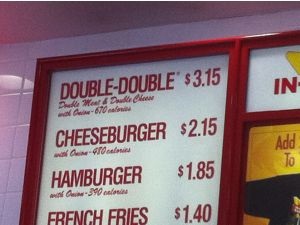 DOUBLE-DOUBLE® $3.15
Double Meat & Double Cheese
with Onion-670 calories
CHEESEBURGER $2.15
with Onion-480 calories
HAMBURGER $1.85
with Onion-390 calories
FRENCH FRIES $1.40
IN-
Add
To